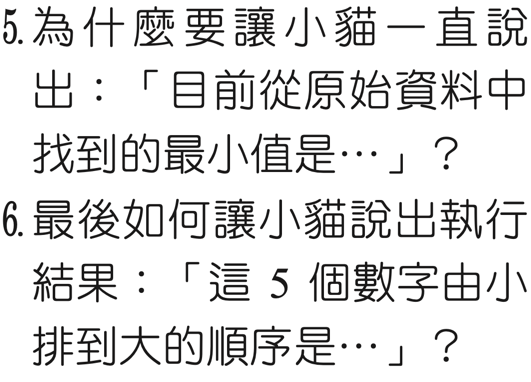 5.為什麼要讓小貓一直說
出：「目前從原始資料中
找到的最小值是…」？
6.最後如何讓小貓說出執行
結果：「這 5 個數字由小
排到大的順序是…」？